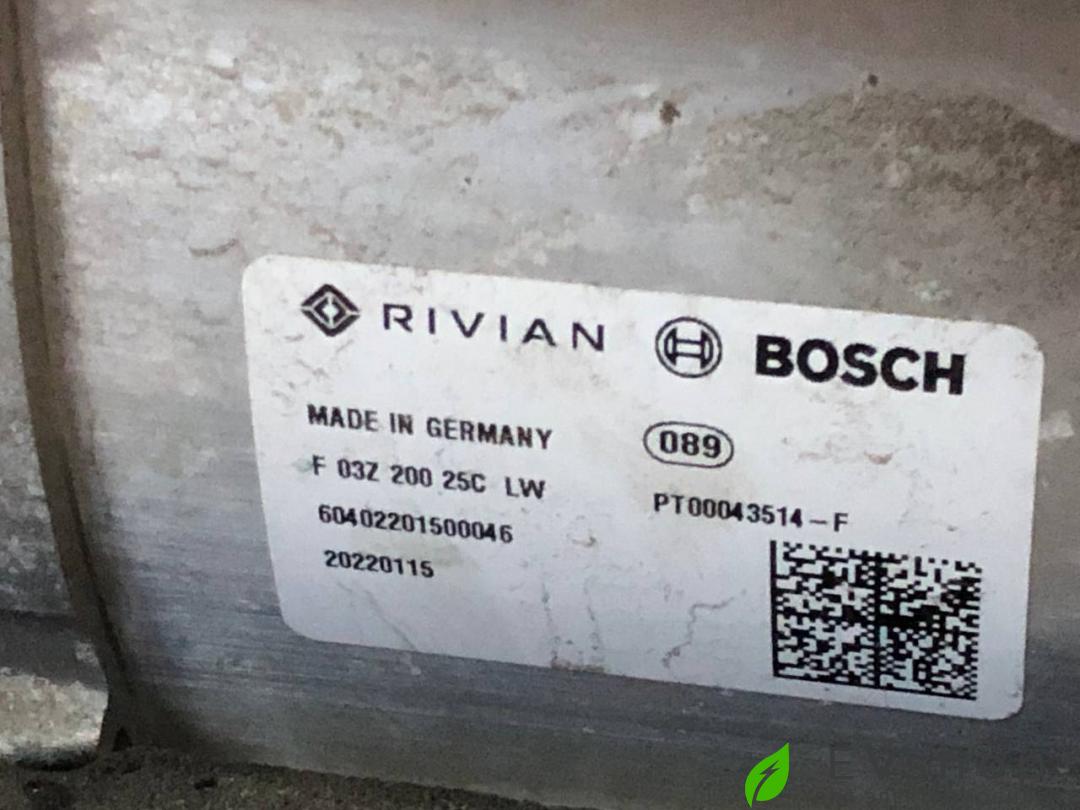 RIVIAN BOSCH
MADE IN GERMANY
089
F 03Z 200 25C LW
PT00043514-F
60402201500046
20220115